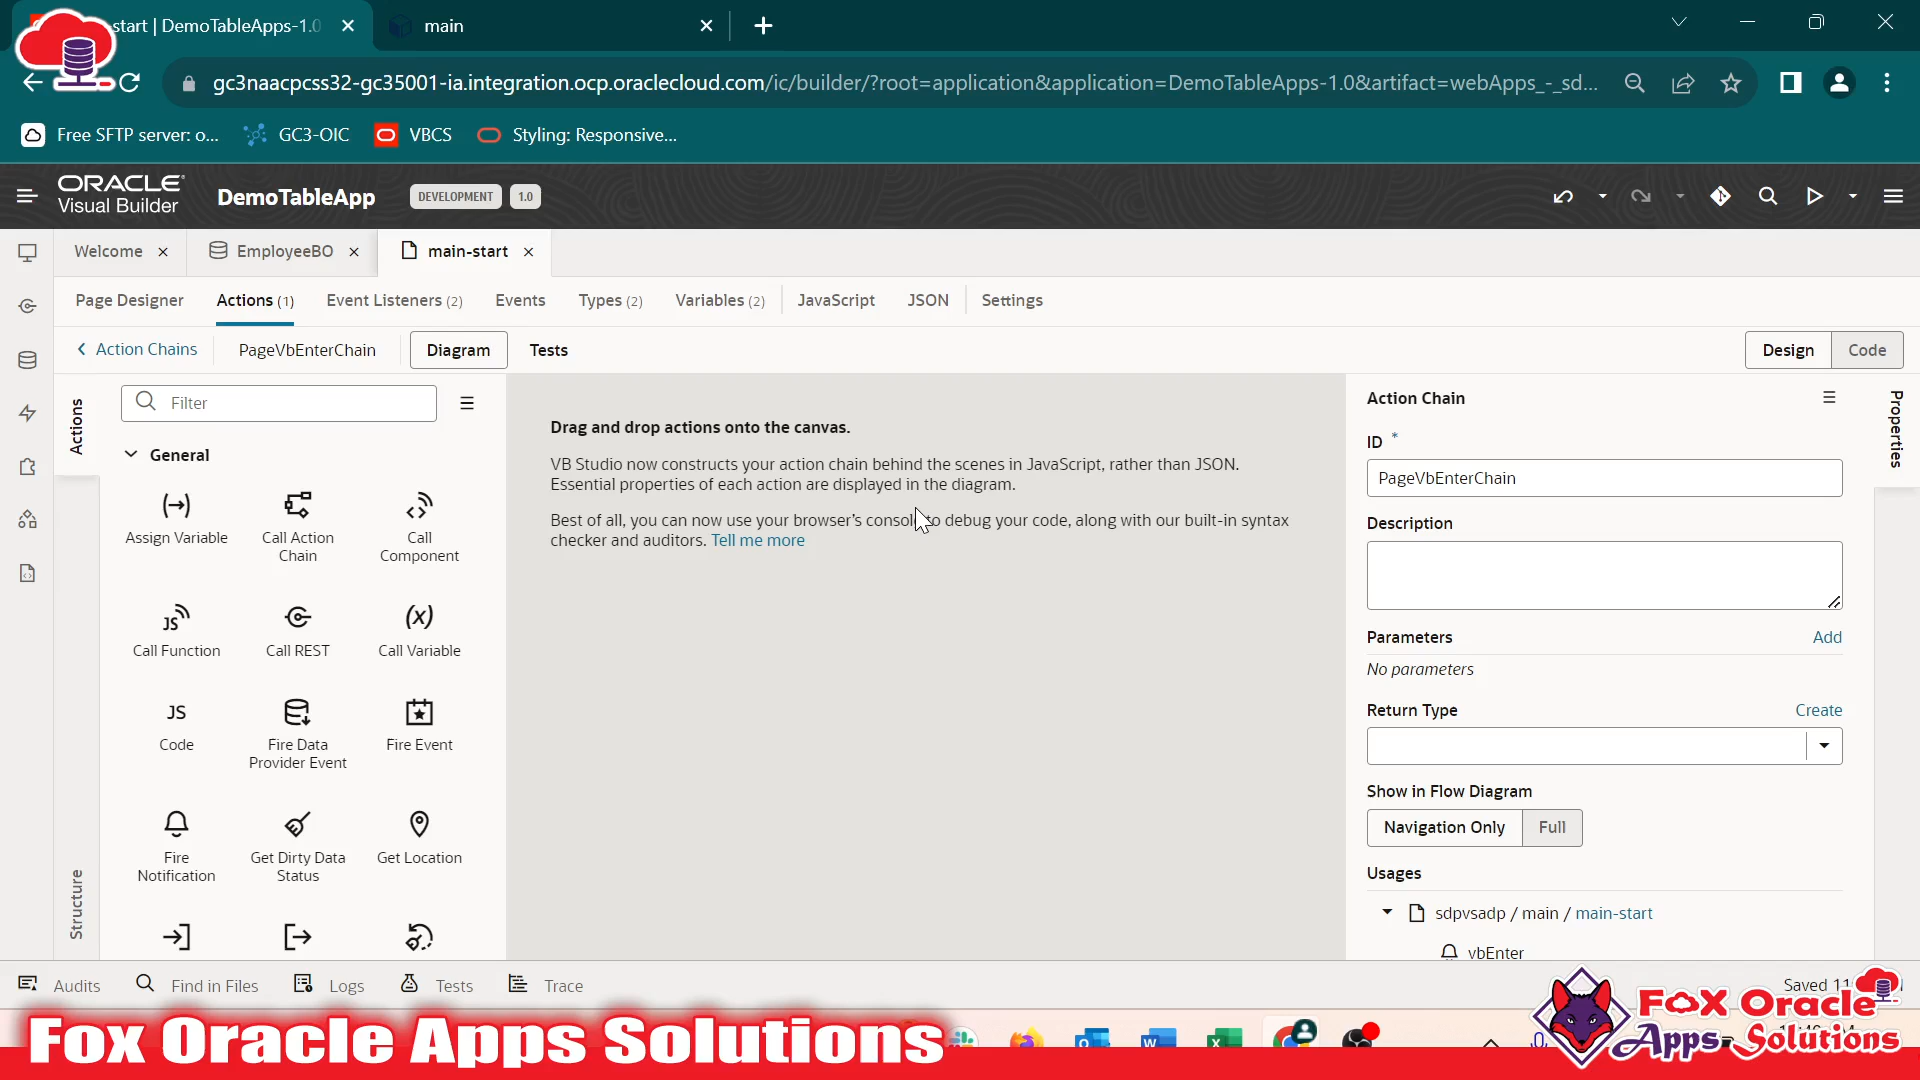 start | DemoTableApps-1.0
main
gc3naacpcss32-gc35001-ia.integration.ocp.oraclecloud.com/ic/builder/?root=application&application=DemoTableApps-1.0&artifact=webApps_-_sd...
Free SFTP server: o...
GC3-OIC
VBCS
Styling: Responsive...
ORACLE
Visual Builder
DemoTableApp
DEVELOPMENT
1.0
Welcome
EmployeeBO
main-start
Page Designer
Actions (1)
Event Listeners (2)
Events
Types (2)
Variables (2)
JavaScript
JSON
Settings
Action Chains
PageVbEnterChain
Diagram
Tests
Design
Code
Actions
Filter
General
Assign Variable
Call Action
Chain
Call
Component
JS
Call Function
Call REST
(x)
Call Variable
JS
Code
Fire Data
Provider Event
Fire Event
Fire
Notification
Get Dirty Data
Status
Get Location
Structure
Drag and drop actions onto the canvas.
VB Studio now constructs your action chain behind the scenes in JavaScript, rather than JSON.
Essential properties of each action are displayed in the diagram.
Best of all, you can now use your browser's console to debug your code, along with our built-in syntax
checker and auditors. Tell me more
Action Chain
Properties
ID *
PageVbEnterChain
Description
Parameters
Add
No parameters
Return Type
Create
Show in Flow Diagram
Navigation Only
Full
Usages
sdpvsadp / main / main-start
vbEnter
Audits
Find in Files
Logs
Tests
Trace
Saved 11
Fox Oracle Apps Solutions
Fox Oracle
Apps Solutions